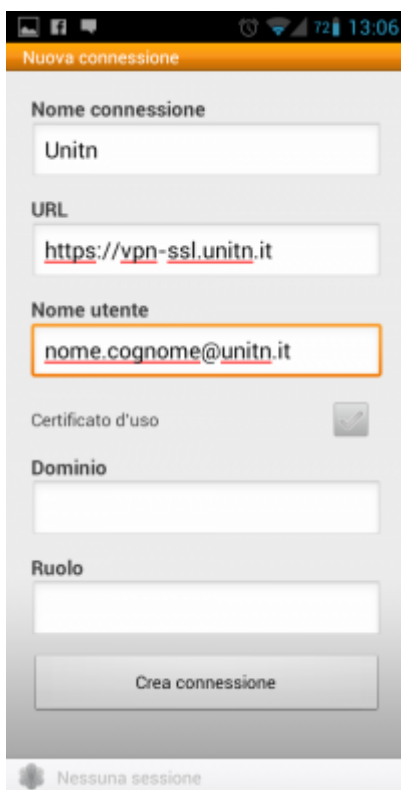 72 13:06
Nuova connessione
Nome connessione
Unitn
URL
https://vpn-ssl.unitn.it
Nome utente
nome.cognome@unitn.it
Certificato d'uso
Dominio
Ruolo
Crea connessione
Nessuna sessione